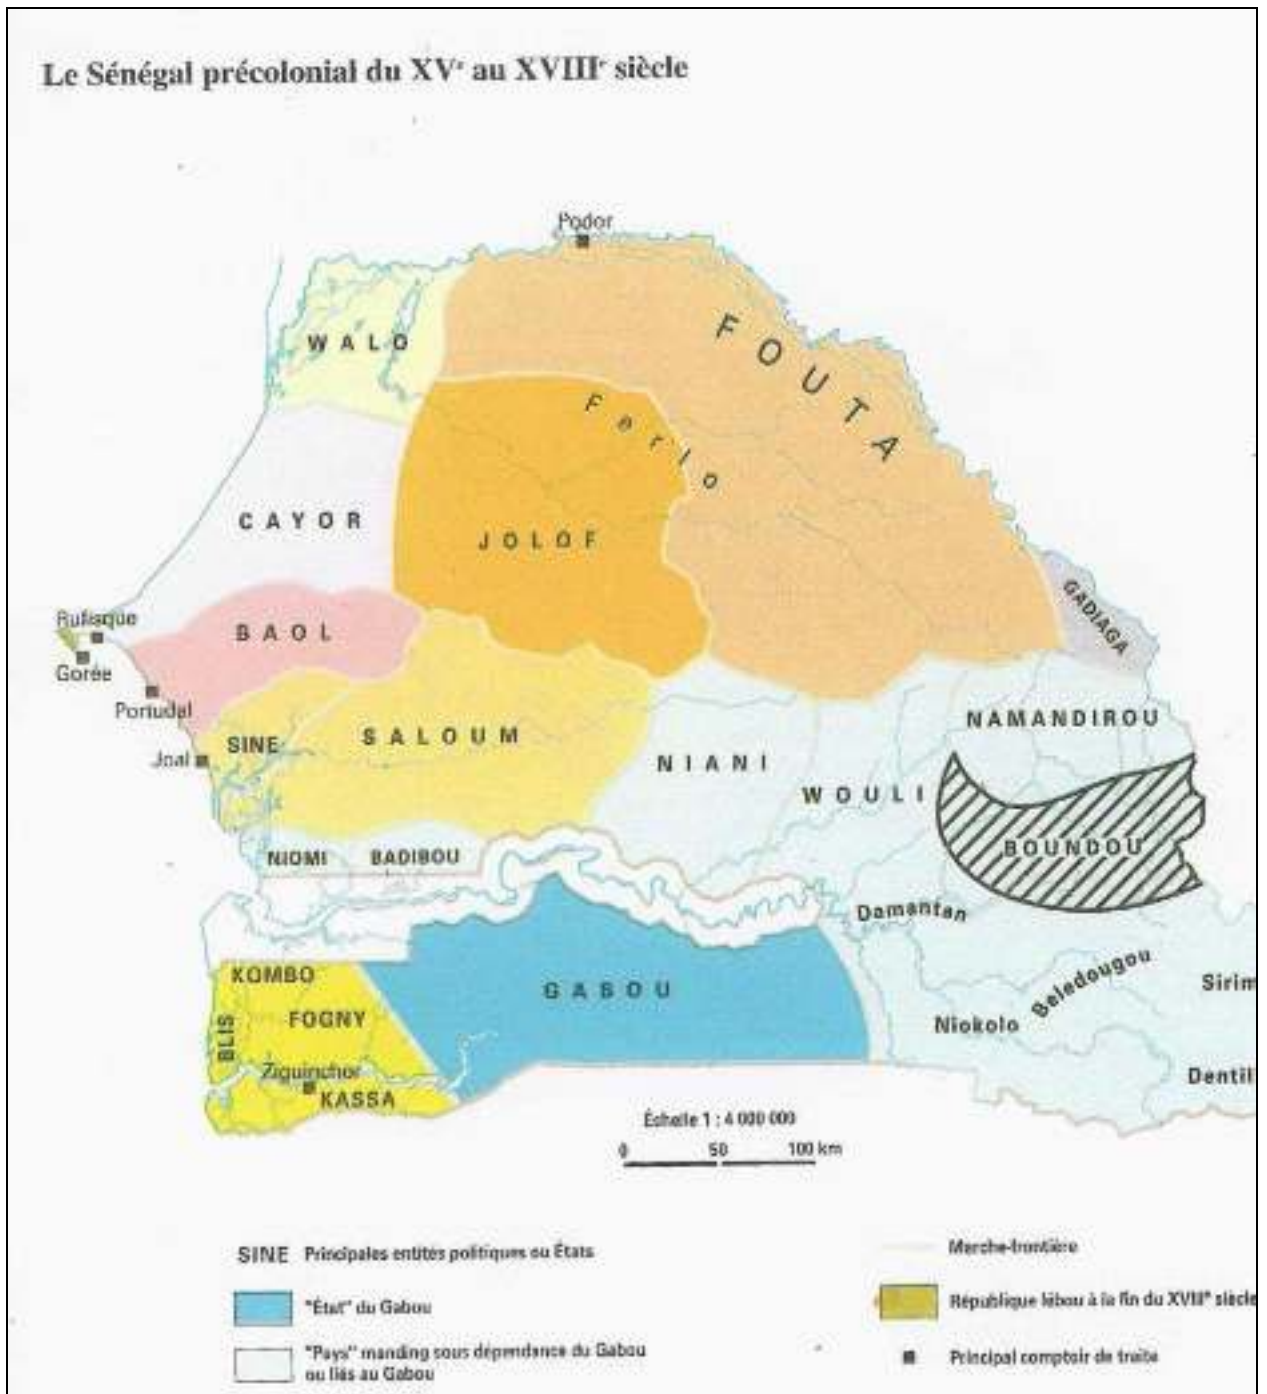 Le Sénégal précolonial du XVᵉ au XVIIIᵉ siècle
Podor
WALO
FOUTA
Ferlo
CAYOR
JOLOF
GADIAGA
Rufisque
BAOL
Gorée
Portudal
NAMANDIROU
SINE
SALOUM
Joal
NIANI
WOULI
BOUNDOU
NIOMI
BADIBOU
Damantan
KOMBO
GABOU
Beledougou
Sirim
BLIS
FOGNY
Niokolo
Ziguinchor
KASSA
Dentil
Échelle 1 : 4 000 000
0 50 100 km
SINE Principales entités politiques ou États
Marche-frontière
"État" du Gabou
République lébou à la fin du XVIIIᵉ siècle
"Pays" manding sous dépendance du Gabou
ou liés au Gabou
Principal comptoir de traite